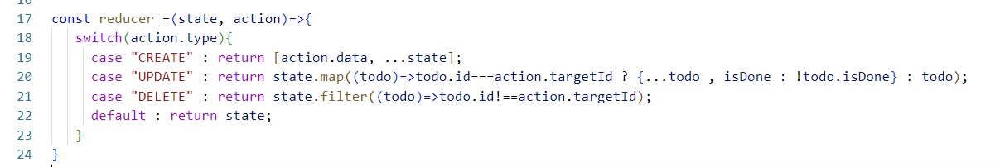 17 const reducer =(state, action)=>{
18 switch(action.type){
19 case "CREATE" : return [action.data, ...state];
20 case "UPDATE" : return state.map((todo)=>todo.id===action.targetId ? {...todo , isDone : !todo.isDone} : todo);
21 case "DELETE" : return state.filter((todo)=>todo.id!==action.targetId);
22 default : return state;
23 }
24 }